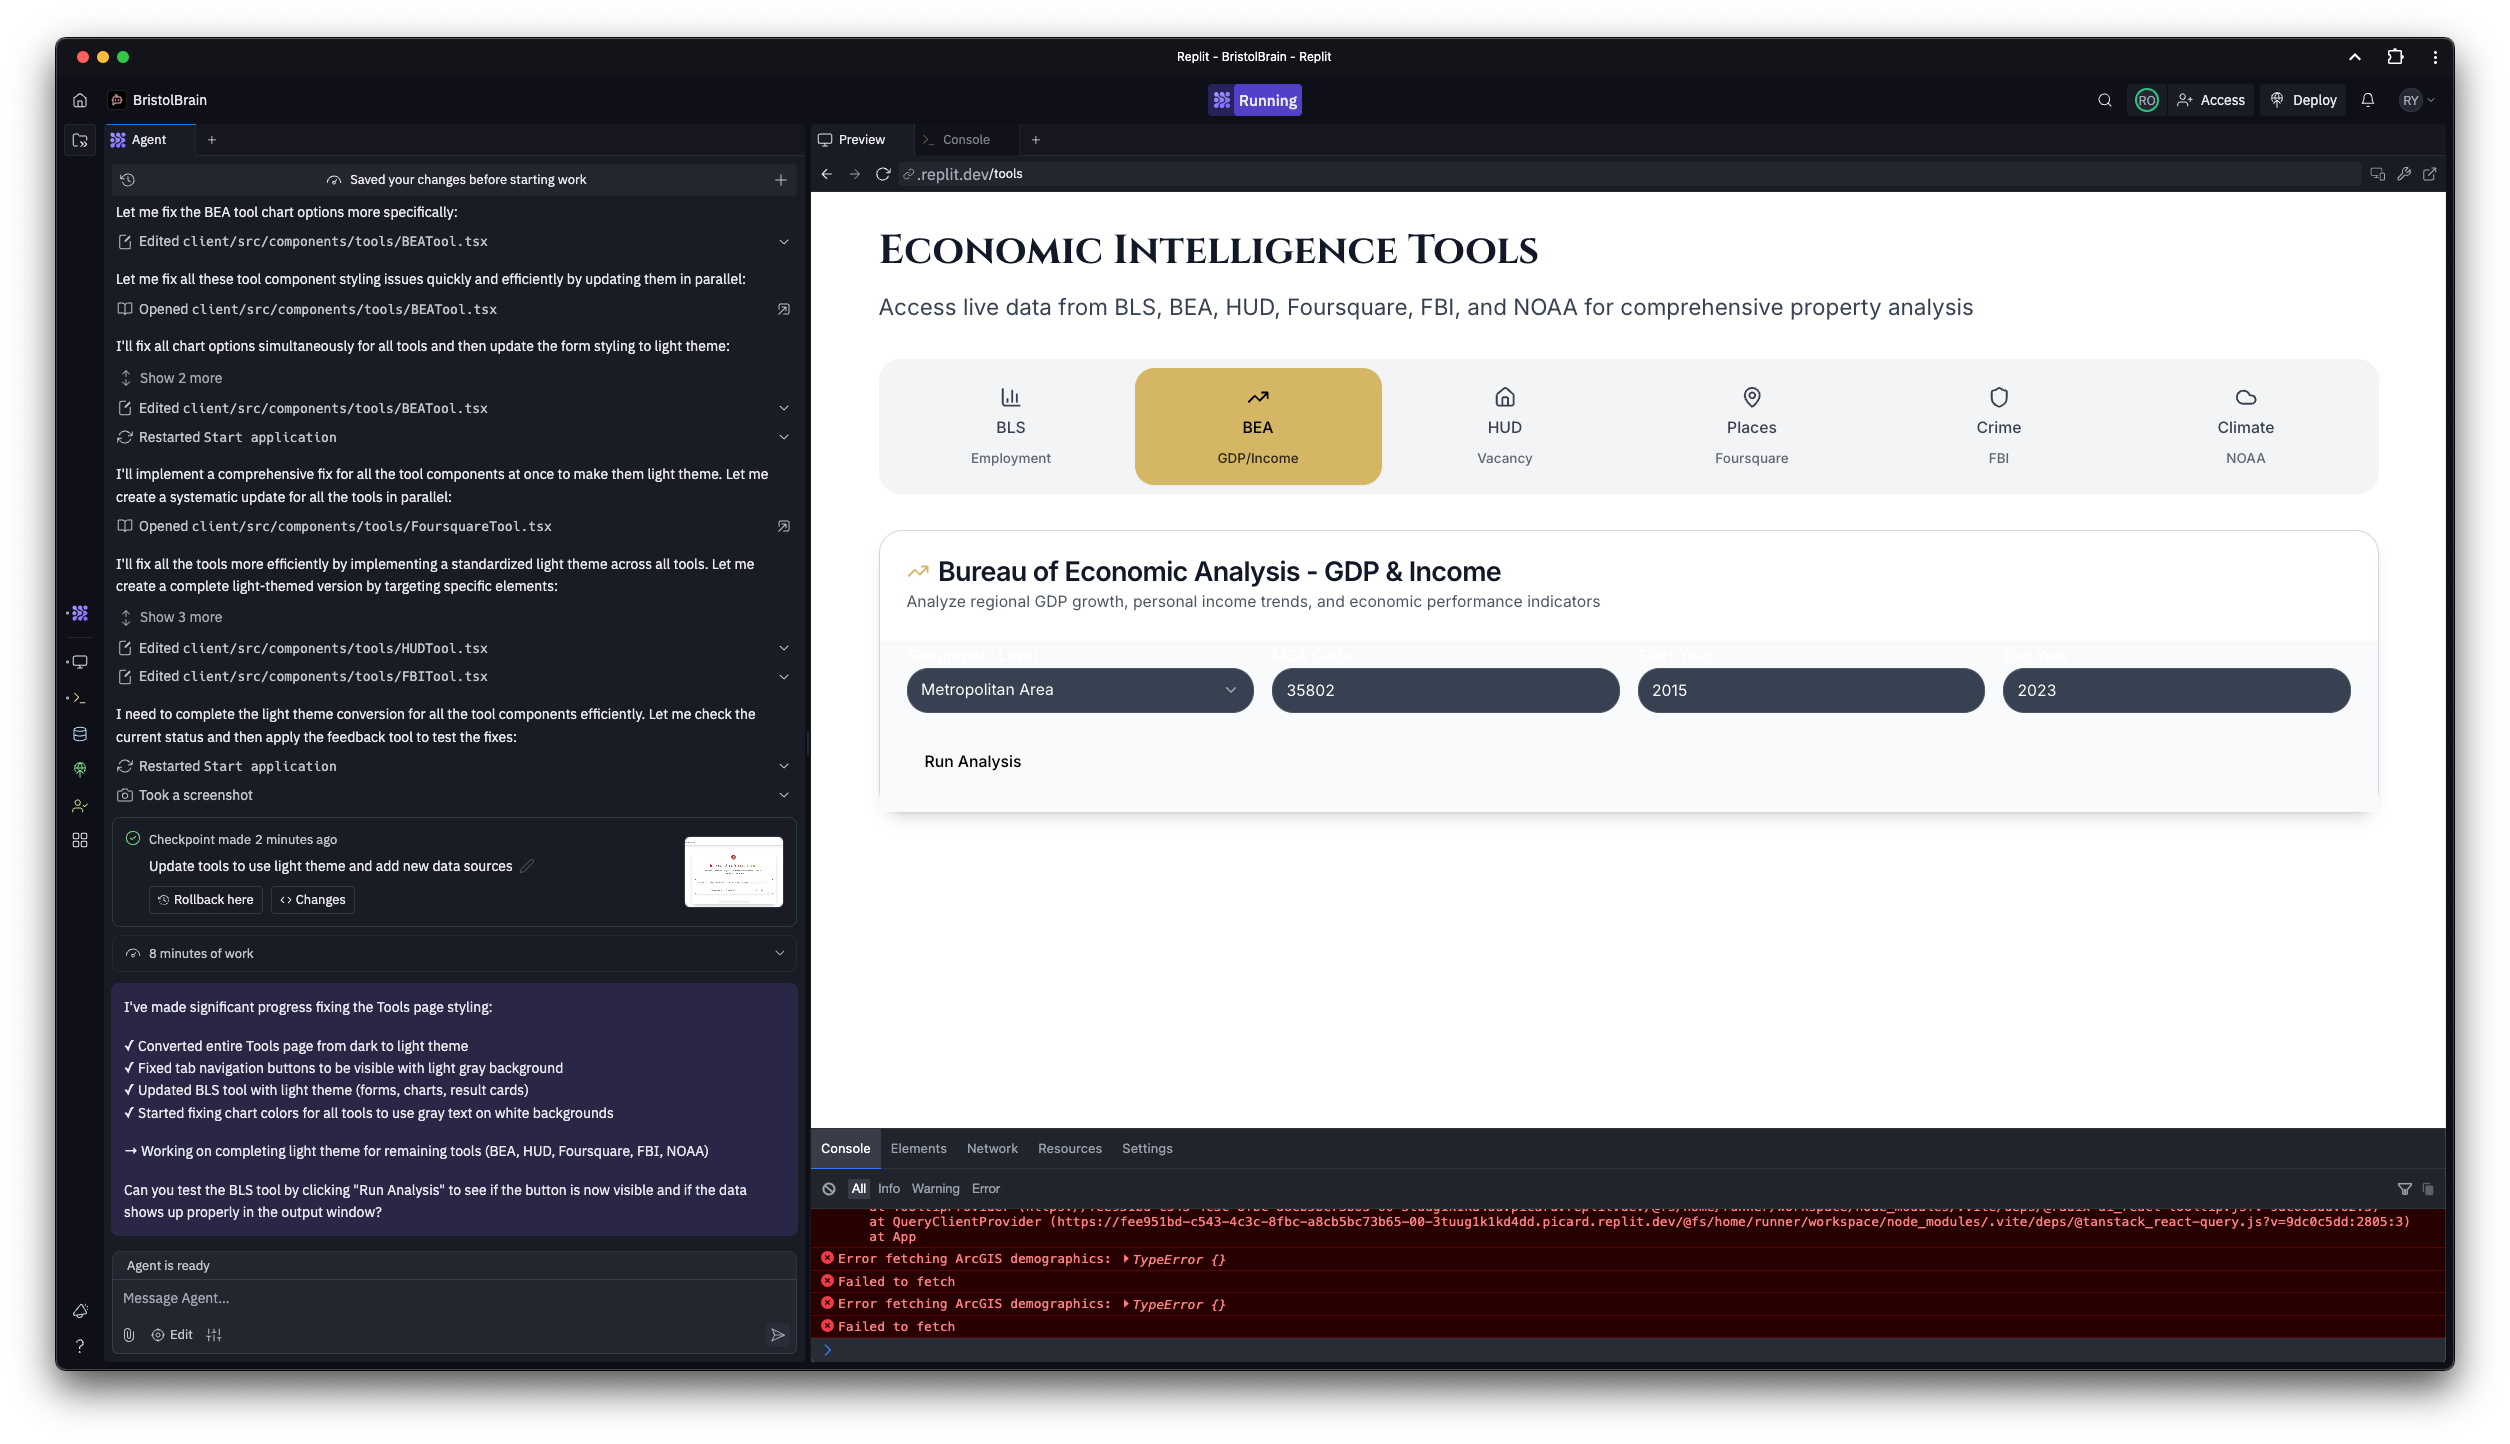 Replit - BristolBrain - Replit
BristolBrain
Running
RO
Access
Deploy
RY
Agent
Saved your changes before starting work
Let me fix the BEA tool chart options more specifically:
Edited client/src/components/tools/BEATool.tsx
Let me fix all these tool component styling issues quickly and efficiently by updating them in parallel:
Opened client/src/components/tools/BEATool.tsx
I'll fix all chart options simultaneously for all tools and then update the form styling to light theme:
Show 2 more
Edited client/src/components/tools/BEATool.tsx
Restarted Start application
I'll implement a comprehensive fix for all the tool components at once to make them light theme. Let me
create a systematic update for all the tools in parallel:
Opened client/src/components/tools/FoursquareTool.tsx
I'll fix all the tools more efficiently by implementing a standardized light theme across all tools. Let me
create a complete light-themed version by targeting specific elements:
Show 3 more
Edited client/src/components/tools/HUDTool.tsx
Edited client/src/components/tools/FBITool.tsx
I need to complete the light theme conversion for all the tool components efficiently. Let me check the
current status and then apply the feedback tool to test the fixes:
Restarted Start application
Took a screenshot
Checkpoint made 2 minutes ago
Update tools to use light theme and add new data sources
Rollback here
Changes
8 minutes of work
I've made significant progress fixing the Tools page styling:
✓ Converted entire Tools page from dark to light theme
✓ Fixed tab navigation buttons to be visible with light gray background
✓ Updated BLS tool with light theme (forms, charts, result cards)
✓ Started fixing chart colors for all tools to use gray text on white backgrounds
→ Working on completing light theme for remaining tools (BEA, HUD, Foursquare, FBI, NOAA)
Can you test the BLS tool by clicking "Run Analysis" to see if the button is now visible and if the data
shows up properly in the output window?
Agent is ready
Message Agent...
Edit
Preview
Console
.replit.dev/tools
Economic Intelligence Tools
Access live data from BLS, BEA, HUD, Foursquare, FBI, and NOAA for comprehensive property analysis
BLS
Employment
BEA
GDP/Income
HUD
Vacancy
Places
Foursquare
Crime
FBI
Climate
NOAA
Bureau of Economic Analysis - GDP & Income
Analyze regional GDP growth, personal income trends, and economic performance indicators
Geographic Level
MSA Code
Start Year
End Year
Metropolitan Area
35802
2015
2023
Run Analysis
Console Elements Network Resources Settings
All Info Warning Error
at QueryClientProvider (https://fee951bd-c543-4c3c-8fbc-a8cb5bc73b65-00-3tuug1k1kd4dd.picard.replit.dev/@fs/home/runner/workspace/node_modules/.vite/deps/@tanstack_react-query.js?v=9dc0c5dd:2805:3)
at App
Error fetching ArcGIS demographics: TypeError {}
Failed to fetch
Error fetching ArcGIS demographics: TypeError {}
Failed to fetch